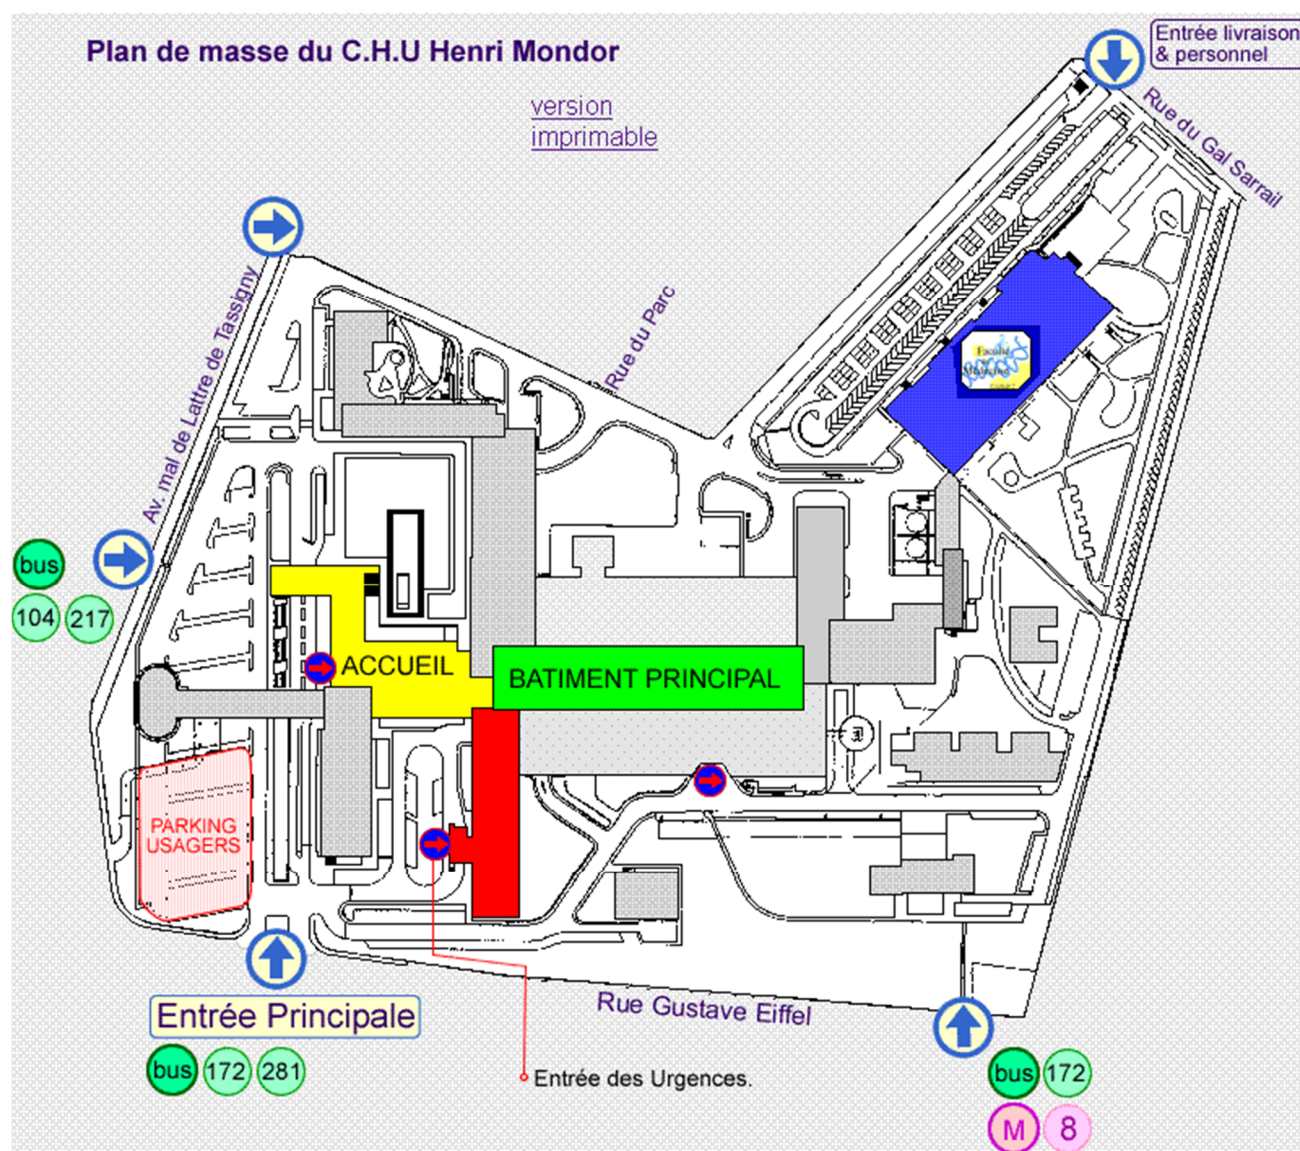 Plan de masse du C.H.U Henri Mondor
Entrée livraison
& personnel
version
imprimable
Rue du Gal Sarrail
Av. mal de Lattre de Tassigny
Rue du Parc
Faculté
Médecine
bus
104 217
ACCUEIL
BATIMENT PRINCIPAL
PARKING
USAGERS
Entrée Principale
Rue Gustave Eiffel
bus 172 281
Entrée des Urgences.
bus 172
M 8